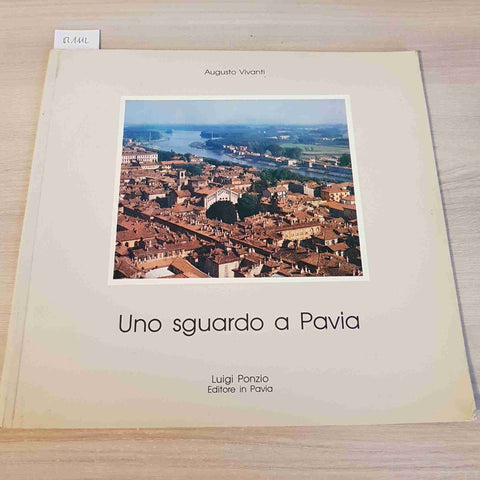 Augusto Vivanti
Uno sguardo a Pavia
Luigi Ponzio
Editore in Pavia